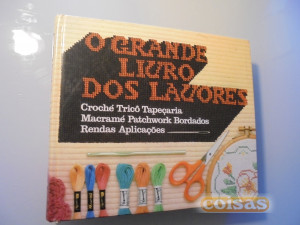 O GRANDE
LIVRO
DOS LAVORES
Croché Tricô Tapeçaria
Macramé Patchwork Bordados
Rendas Aplicações
coisas